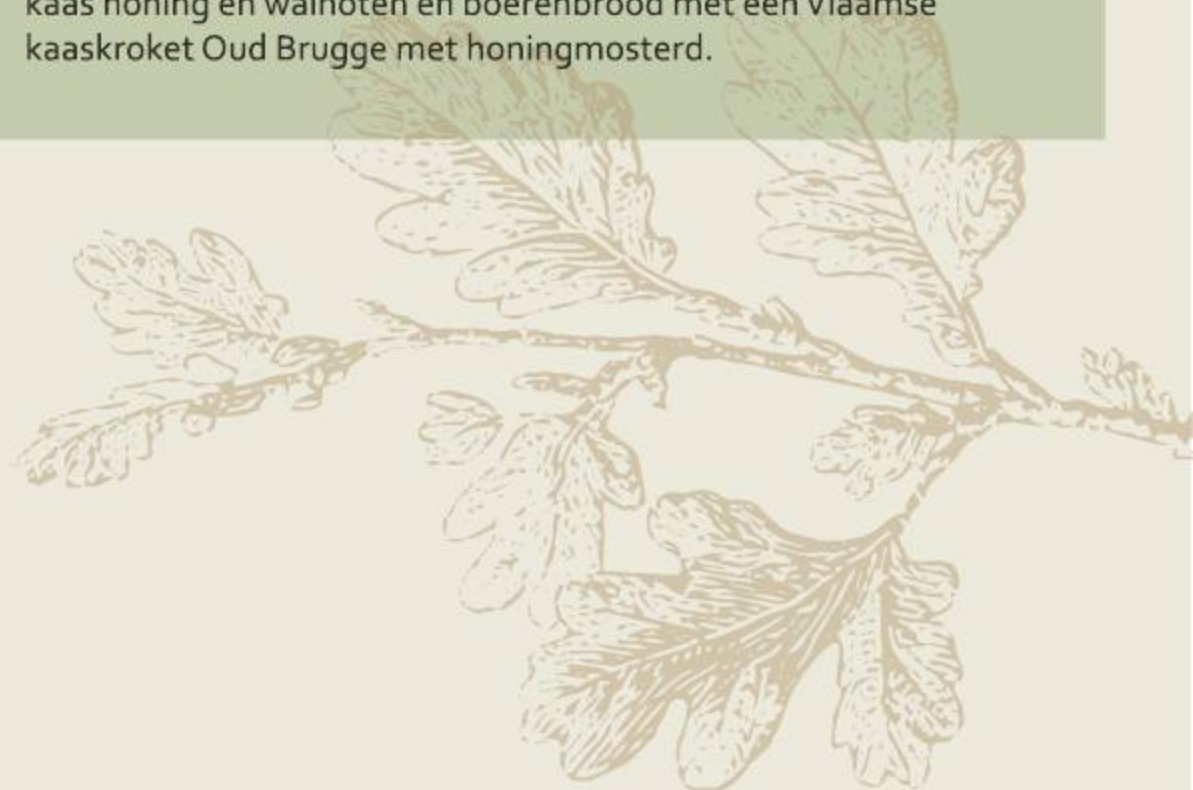 kaas honing en walnoten en boerenbrood met een Vlaamse
kaaskroket Oud Brugge met honingmosterd.